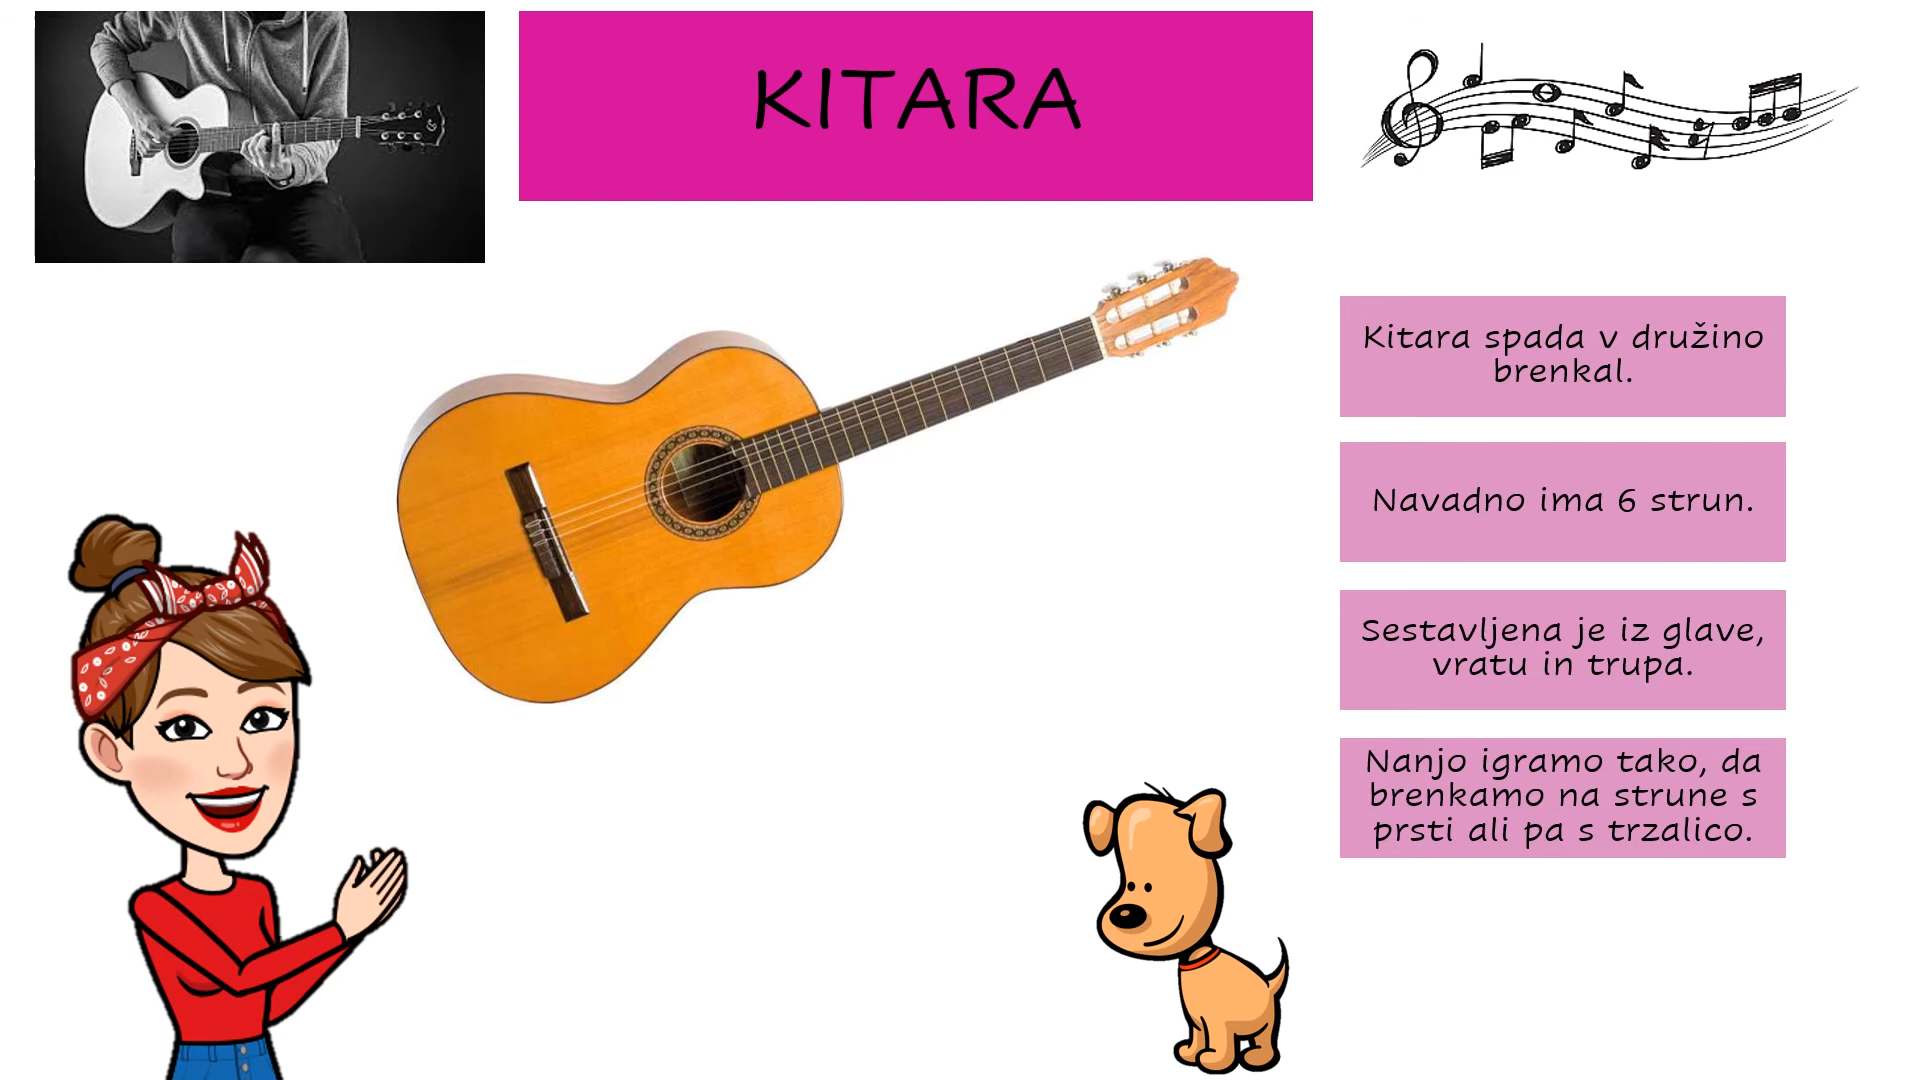 KITARA
Kitara spada v družino
brenkal.
Navadno ima 6 strun.
Sestavljena je iz glave,
vratu in trupa.
Nanjo igramo tako, da
brenkamo na strune s
prsti ali pa s trzalico.